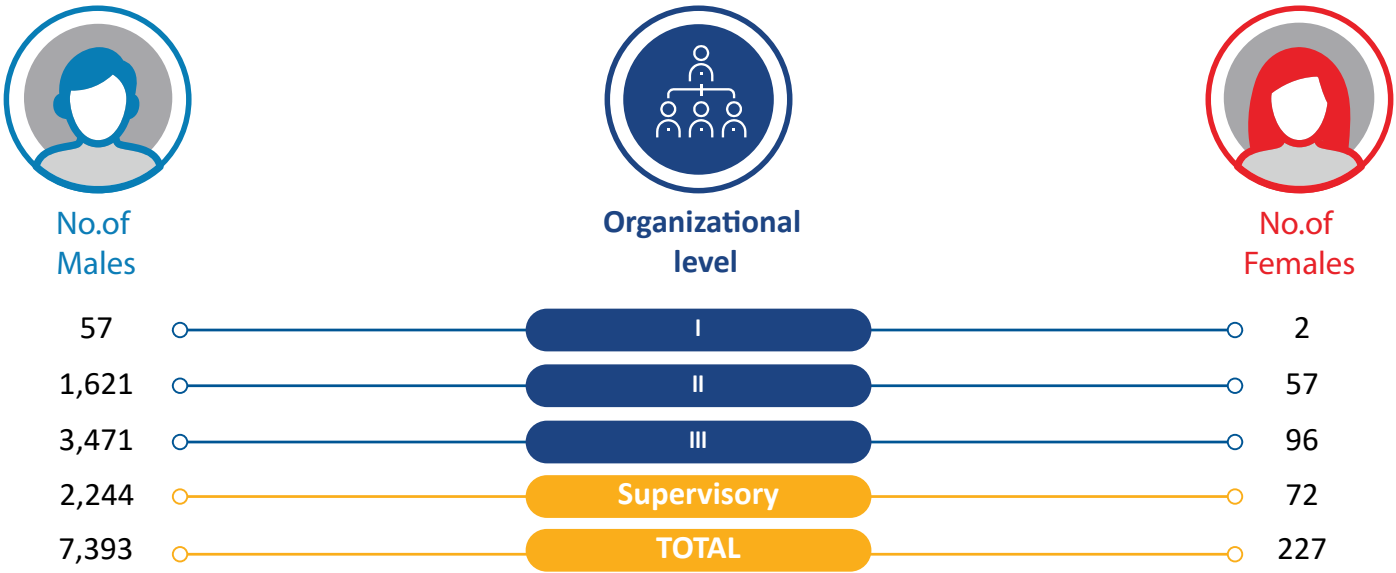 No.of
Males
Organizational
level
No.of
Females
57 I 2
1,621 II 57
3,471 III 96
2,244 Supervisory 72
7,393 TOTAL 227